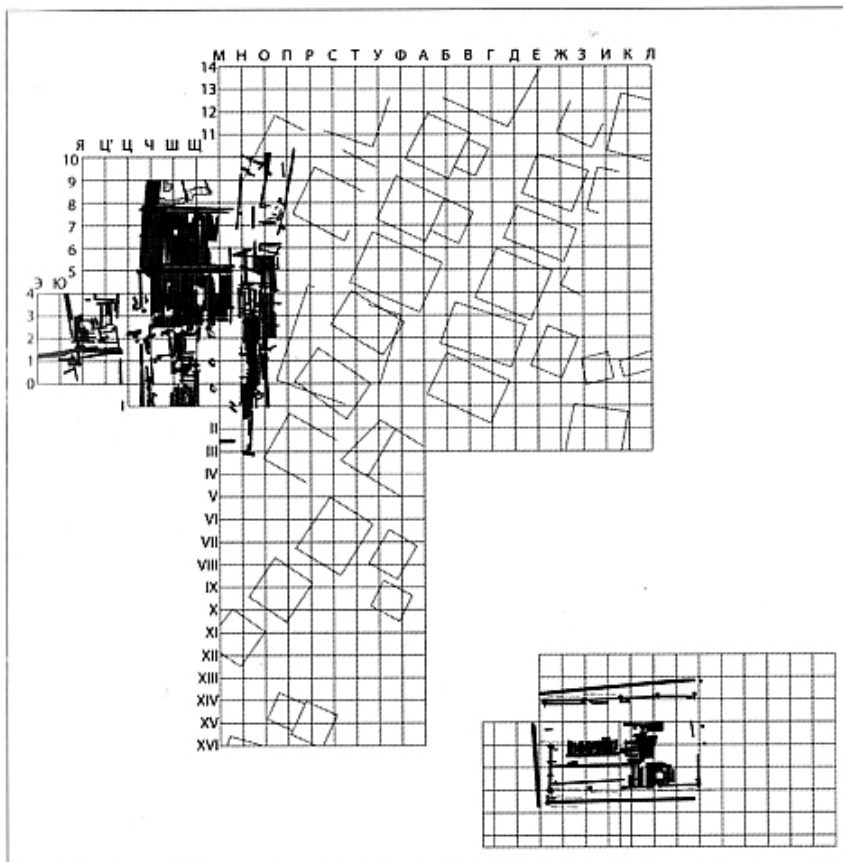 М Н О П Р С Т У Ф А Б В Г Д Е Ж З И К Л
14
13
12
11
Я Ц' Ц Ч Ш Щ
10
9
8
7
6
5
Э Ю
4
3
2
1
0
I
II
III
IV
V
VI
VII
VIII
IX
X
XI
XII
XIII
XIV
XV
XVI